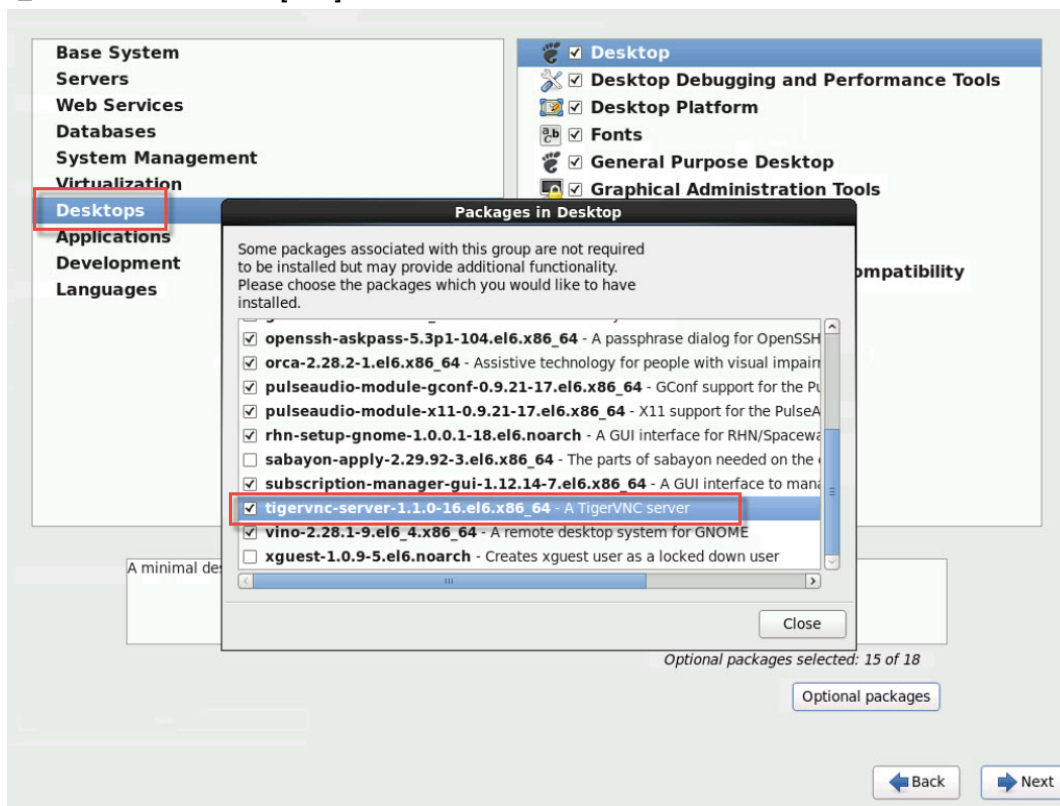 Base System
Servers
Web Services
Databases
System Management
Virtualization
Desktops
Applications
Development
Languages
Desktop
Desktop Debugging and Performance Tools
Desktop Platform
Fonts
General Purpose Desktop
Graphical Administration Tools
ompatibility
Packages in Desktop
Some packages associated with this group are not required
to be installed but may provide additional functionality.
Please choose the packages which you would like to have
installed.
openssh-askpass-5.3p1-104.el6.x86_64 - A passphrase dialog for OpenSSH
orca-2.28.2-1.el6.x86_64 - Assistive technology for people with visual impair
pulseaudio-module-gconf-0.9.21-17.el6.x86_64 - GConf support for the Pu
pulseaudio-module-x11-0.9.21-17.el6.x86_64 - X11 support for the PulseA
rhn-setup-gnome-1.0.0.1-18.el6.noarch - A GUI interface for RHN/Spacewa
sabayon-apply-2.29.92-3.el6.x86_64 - The parts of sabayon needed on the
subscription-manager-gui-1.12.14-7.el6.x86_64 - A GUI interface to mana
tigervnc-server-1.1.0-16.el6.x86_64 - A TigerVNC server
vino-2.28.1-9.el6_4.x86_64 - A remote desktop system for GNOME
xguest-1.0.9-5.el6.noarch - Creates xguest user as a locked down user
Close
A minimal de
Optional packages selected: 15 of 18
Optional packages
Back
Next